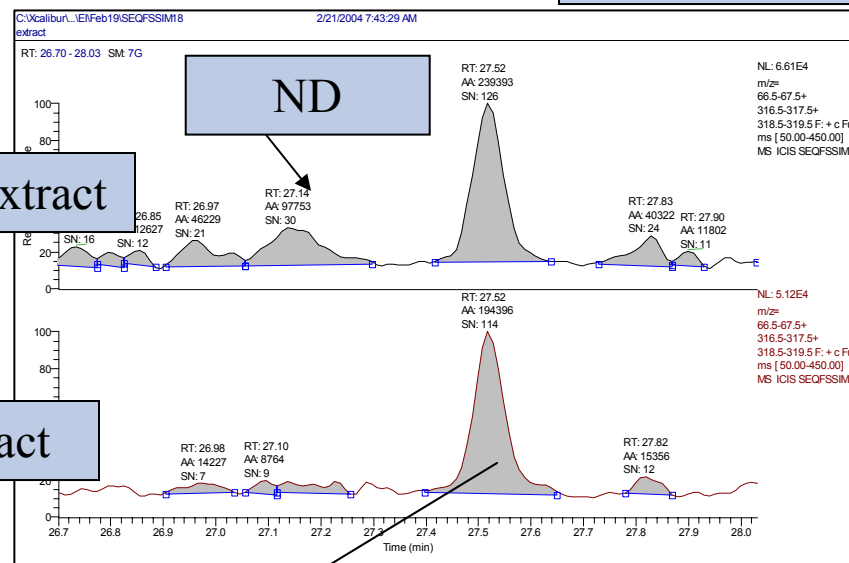 C:\Xcalibur\...\EI\Feb19\SEQFSSIM18 2/21/2004 7:43:29 AM
extract
RT: 26.70 - 28.03 SM: 7G
ND
xtract
act
NL: 6.61E4
m/z=
66.5-67.5+
316.5-317.5+
318.5-319.5 F: + c
ms [ 50.00-450.00]
MS ICIS SEQFSSIM
100
80
20
0
SN: 16
26.85
12627
SN: 12
RT: 26.97
AA: 46229
SN: 21
RT: 27.14
AA: 97753
SN: 30
RT: 27.52
AA: 239393
SN: 126
RT: 27.83
AA: 40322
SN: 24
RT: 27.90
AA: 11802
SN: 11
NL: 5.12E4
m/z=
66.5-67.5+
316.5-317.5+
318.5-319.5 F: + c
ms [ 50.00-450.00]
MS ICIS SEQFSSIM
100
80
20
0
RT: 26.98
AA: 14227
SN: 7
RT: 27.10
AA: 8764
SN: 9
RT: 27.52
AA: 194396
SN: 114
RT: 27.82
AA: 15356
SN: 12
26.7 26.8 26.9 27.0 27.1 27.2 27.3 27.4 27.5 27.6 27.7 27.8 27.9 28.0
Time (min)